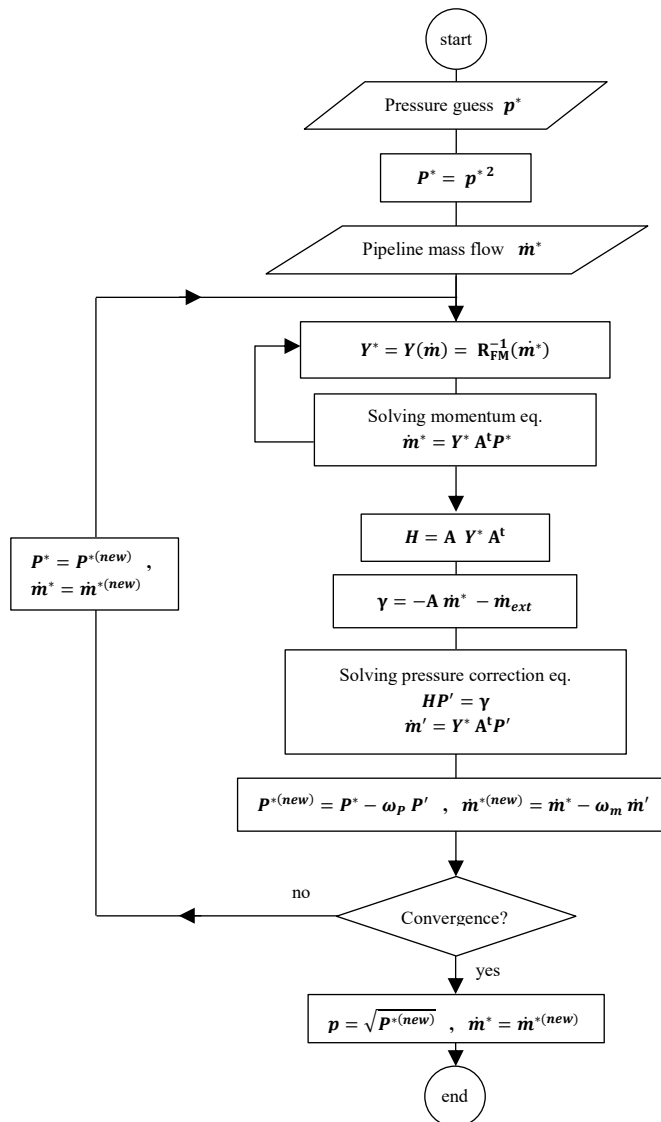 start
Pressure guess p*
P* = p*²
Pipeline mass flow ṁ*
Y* = Y(ṁ) = R_FM^{-1}(ṁ*)
Solving momentum eq.
ṁ* = Y* A^t P*
H = A Y* A^t
P* = P*(new) ,
ṁ* = ṁ*(new)
γ = −A ṁ* − ṁ_ext
Solving pressure correction eq.
HP′ = γ
ṁ′ = Y* A^t P′
P*(new) = P* − ω_P P′ , ṁ*(new) = ṁ* − ω_m ṁ′
no
Convergence?
yes
p = √P*(new) , ṁ* = ṁ*(new)
end